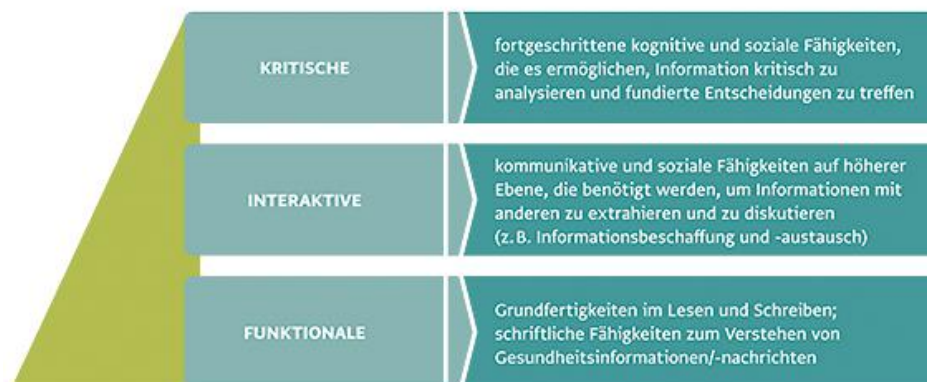 KRITISCHE
fortgeschrittene kognitive und soziale Fähigkeiten,
die es ermöglichen, Information kritisch zu
analysieren und fundierte Entscheidungen zu treffen
INTERAKTIVE
kommunikative und soziale Fähigkeiten auf höherer
Ebene, die benötigt werden, um Informationen mit
anderen zu extrahieren und zu diskutieren
(z. B. Informationsbeschaffung und -austausch)
FUNKTIONALE
Grundfertigkeiten im Lesen und Schreiben;
schriftliche Fähigkeiten zum Verstehen von
Gesundheitsinformationen/-nachrichten